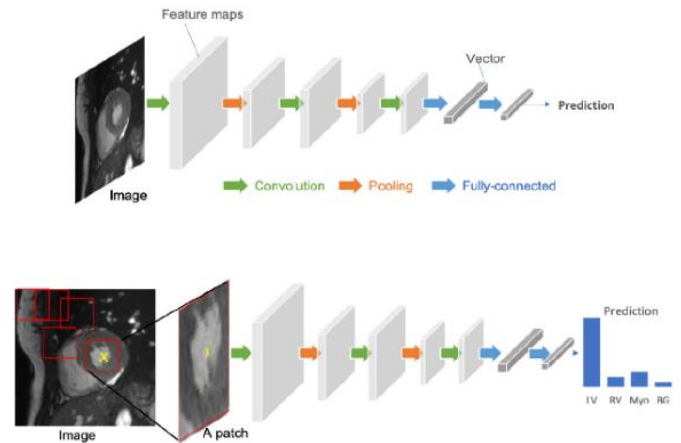 Feature maps
Vector
Prediction
Image
Convolution
Pooling
Fully-connected
Prediction
LV RV Myo BG
Image
A patch